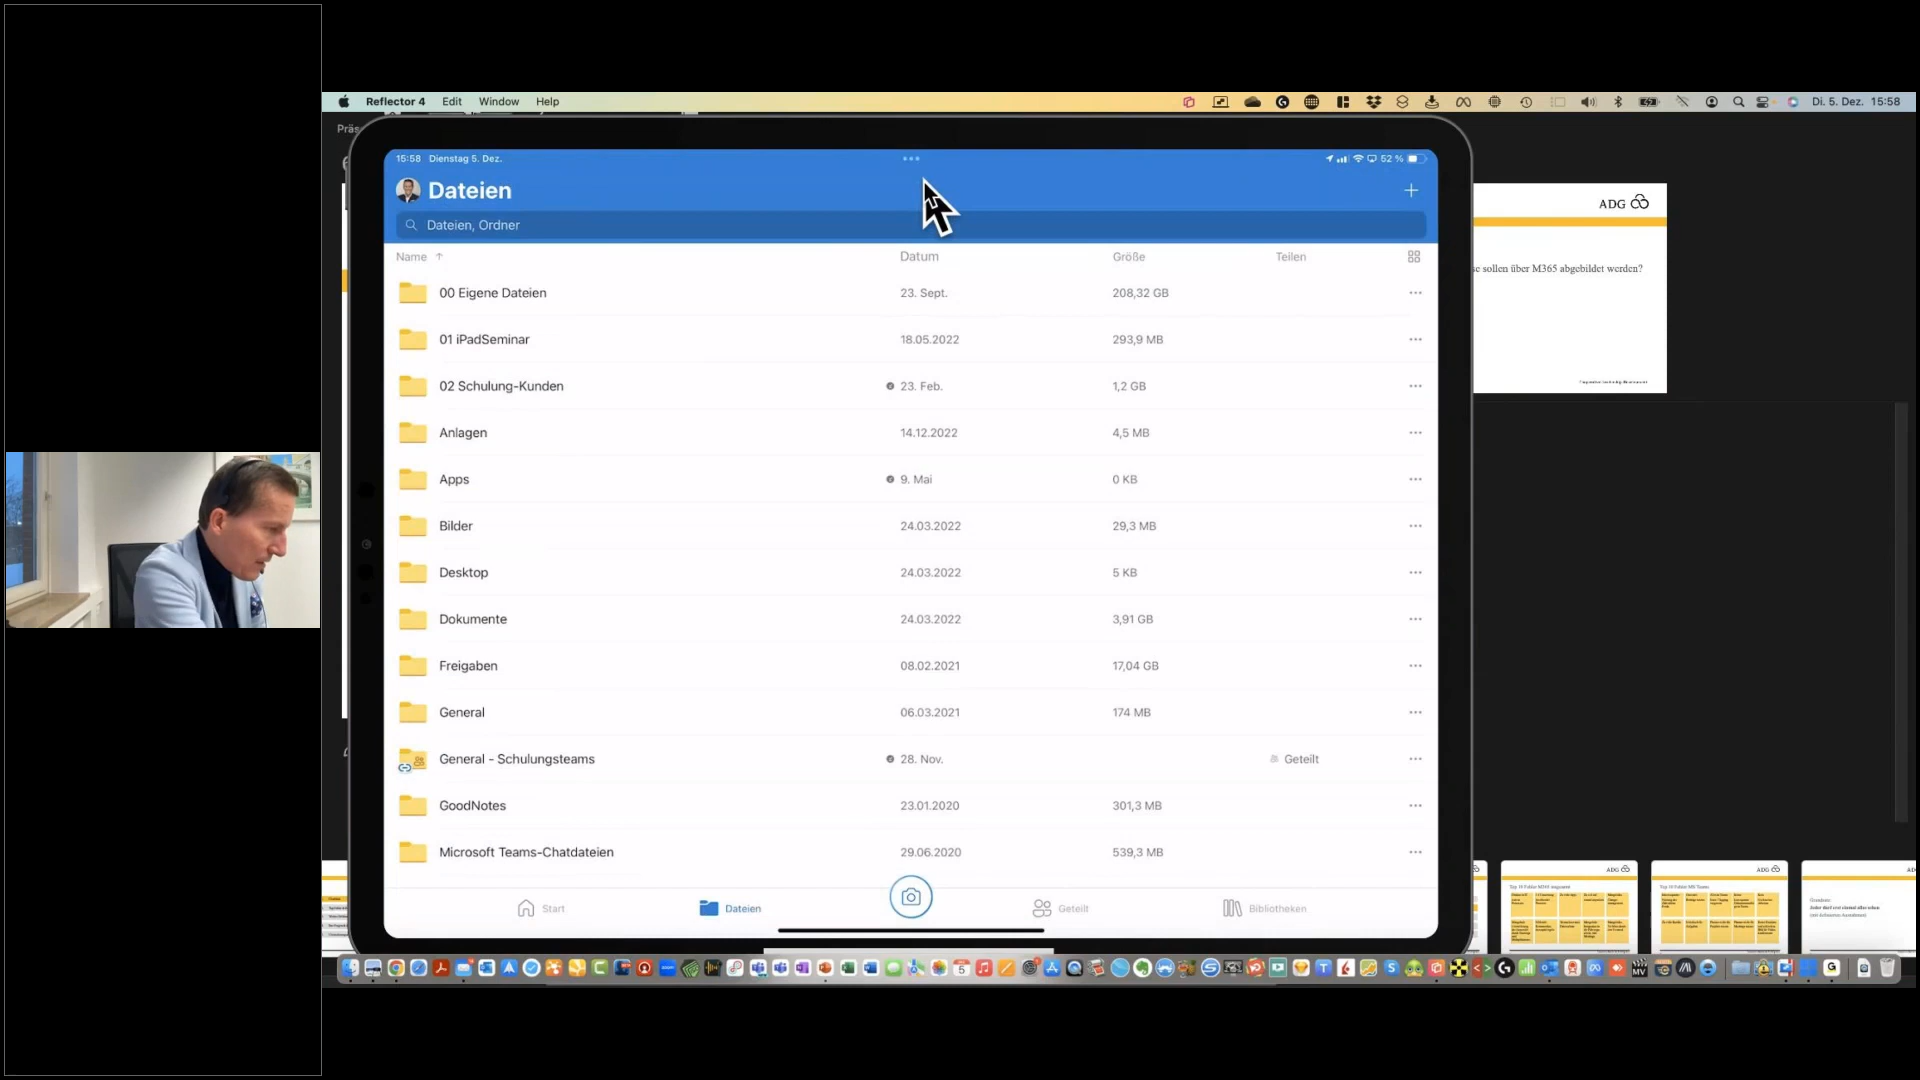 Reflector 4 Edit Window Help
Di. 5. Dez. 15:58
Präs
15:58 Dienstag 5. Dez.
52 %
Dateien
Dateien, Ordner
Name Datum Größe Teilen
00 Eigene Dateien 23. Sept. 208,32 GB
01 iPadSeminar 18.05.2022 293,9 MB
02 Schulung-Kunden 23. Feb. 1,2 GB
Anlagen 14.12.2022 4,5 MB
Apps 9. Mai 0 KB
Bilder 24.03.2022 29,3 MB
Desktop 24.03.2022 5 KB
Dokumente 24.03.2022 3,91 GB
Freigaben 08.02.2021 17,04 GB
General 06.03.2021 174 MB
General - Schulungsteams 28. Nov. Geteilt
GoodNotes 23.01.2020 301,3 MB
Microsoft Teams-Chatdateien 29.06.2020 539,3 MB
Start Dateien Geteilt Bibliotheken
ADG
se sollen über M365 abgebildet werden?
ADG
ADG